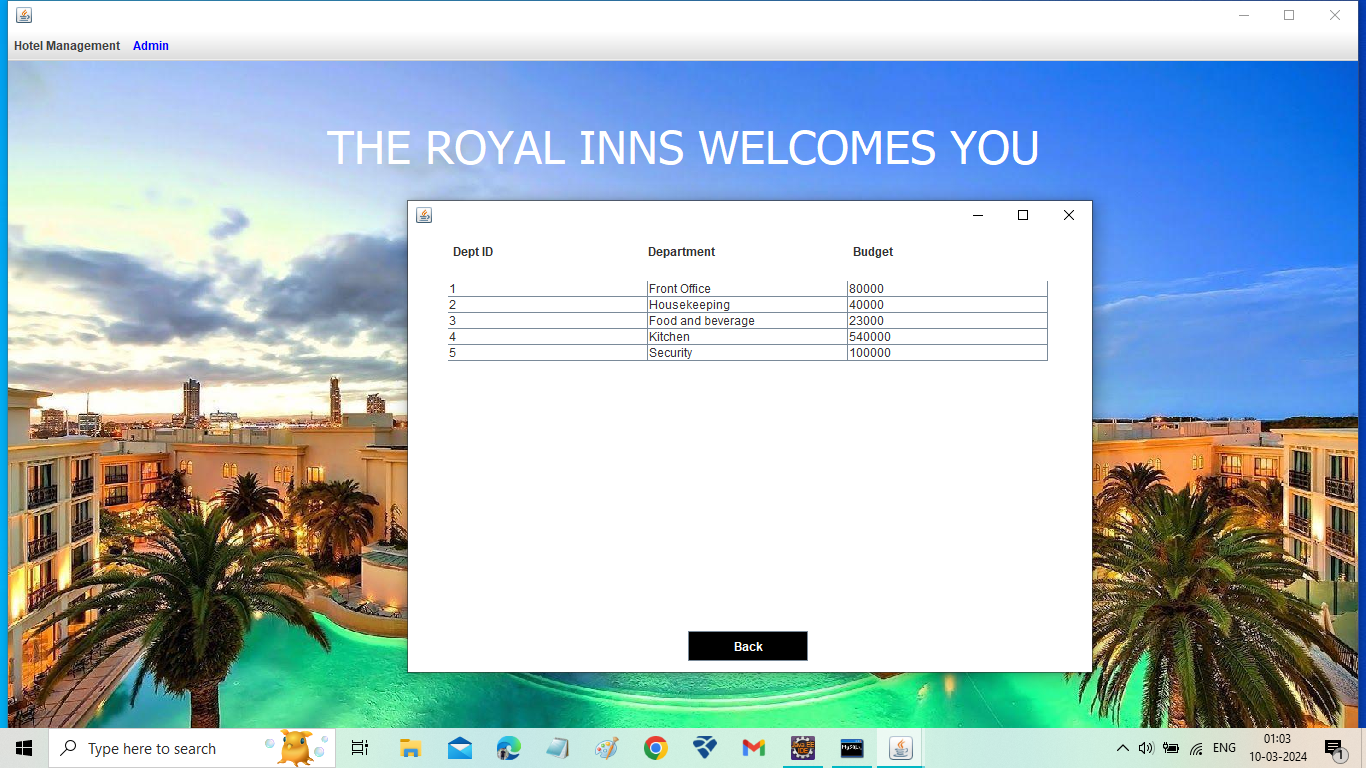 Hotel Management Admin
THE ROYAL INNS WELCOMES YOU
Dept ID Department Budget
1 Front Office 80000
2 Housekeeping 40000
3 Food and beverage 23000
4 Kitchen 540000
5 Security 100000
Back
Type here to search
ENG
01:03
10-03-2024
1
MySQL